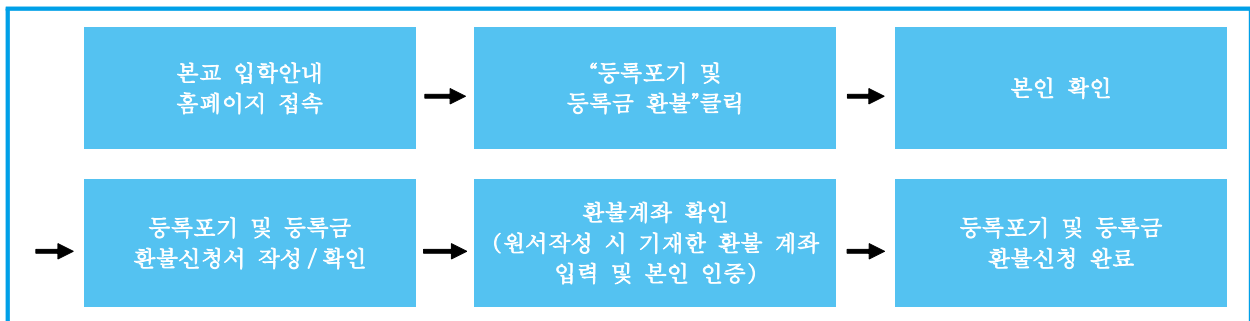 본교 입학안내
홈페이지 접속
“등록포기 및
등록금 환불”클릭
본인 확인
등록포기 및 등록금
환불신청서 작성/확인
환불계좌 확인
(원서작성 시 기재한 환불 계좌
입력 및 본인 인증)
등록포기 및 등록금
환불신청 완료